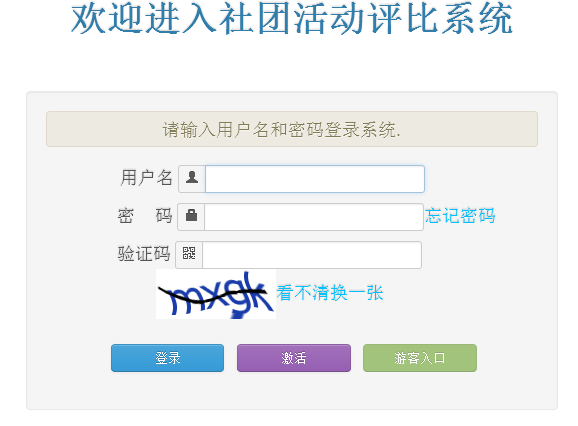 欢迎进入社团活动评比系统
请输入用户名和密码登录系统.
用户名
密 码 忘记密码
验证码
mxgk 看不清换一张
登录 激活 游客入口